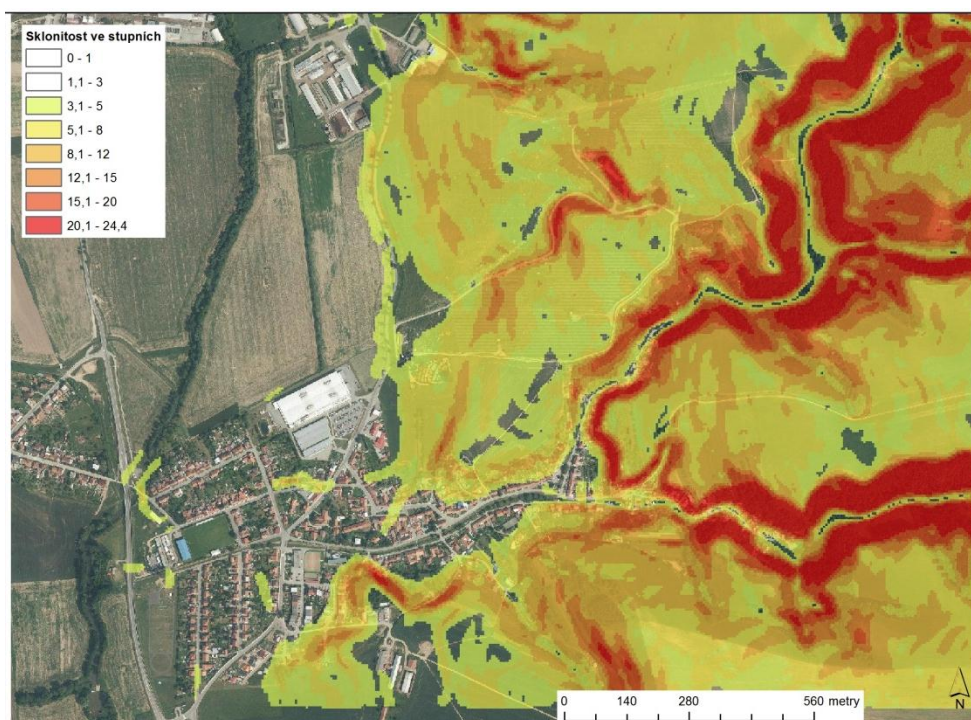 Sklonitost ve stupních
0 - 1
1,1 - 3
3,1 - 5
5,1 - 8
8,1 - 12
12,1 - 15
15,1 - 20
20,1 - 24,4
0 140 280 560 metry
N